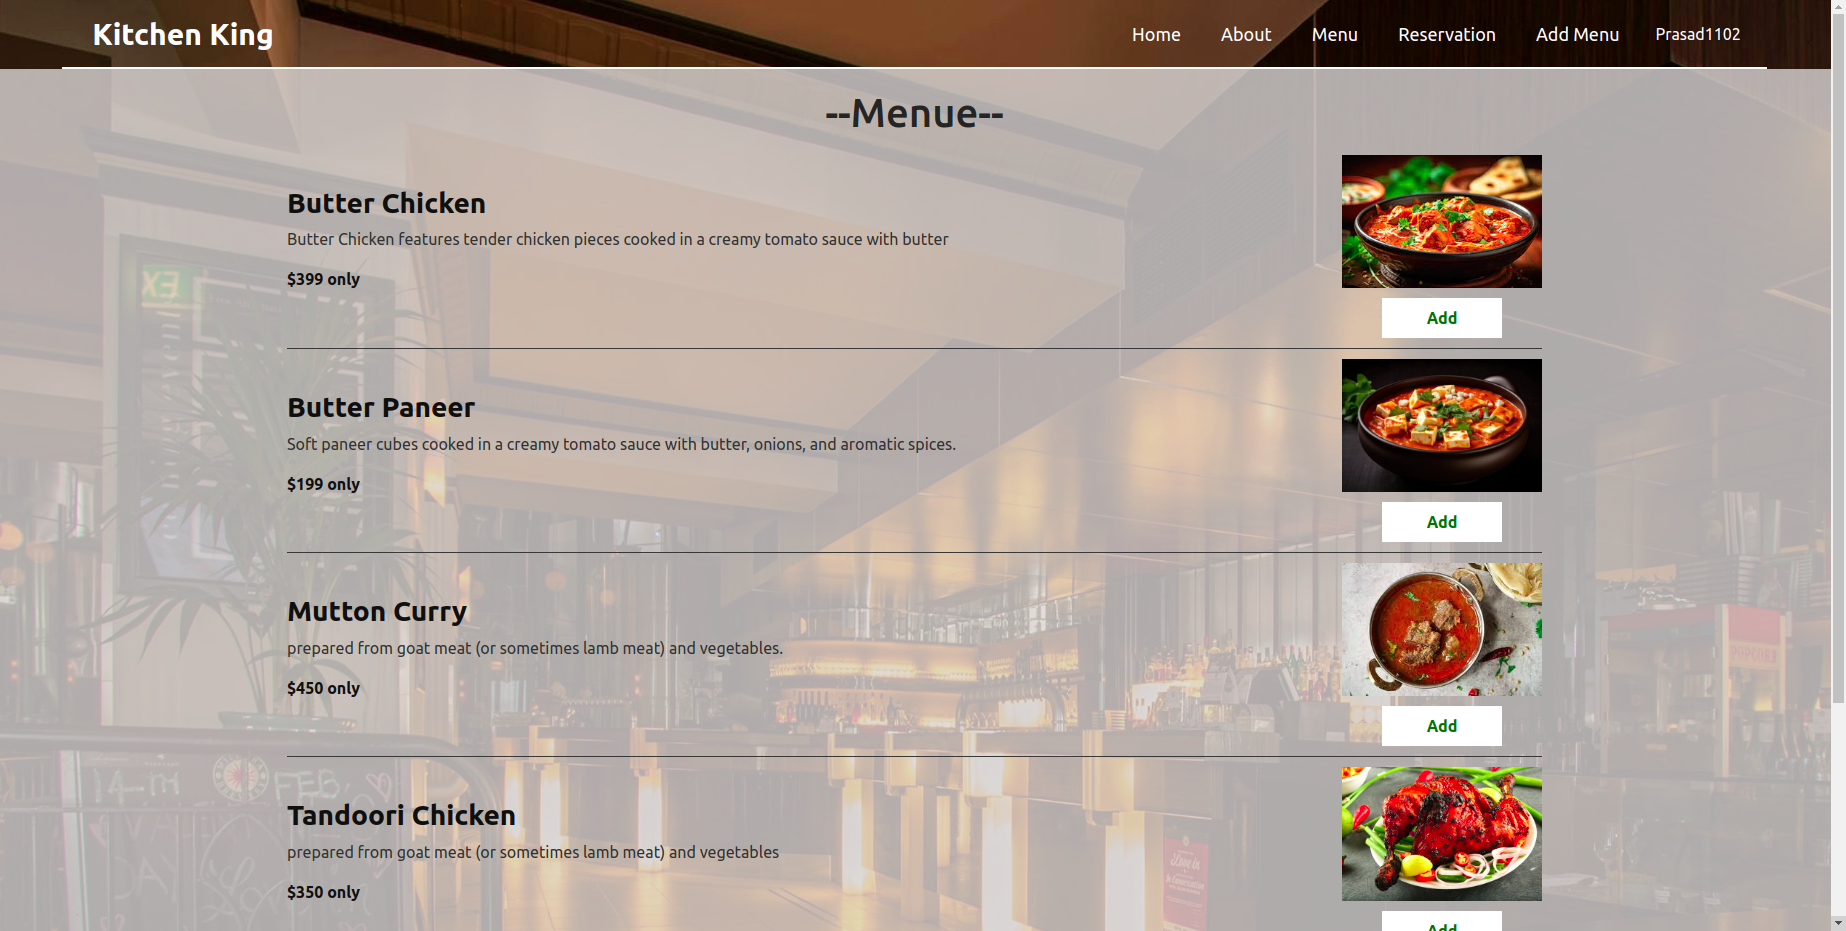 Kitchen King
Home About Menu Reservation Add Menu Prasad1102
--Menue--
Butter Chicken
Butter Chicken features tender chicken pieces cooked in a creamy tomato sauce with butter
$399 only
Add
Butter Paneer
Soft paneer cubes cooked in a creamy tomato sauce with butter, onions, and aromatic spices.
$199 only
Add
Mutton Curry
prepared from goat meat (or sometimes lamb meat) and vegetables.
$450 only
Add
Tandoori Chicken
prepared from goat meat (or sometimes lamb meat) and vegetables
$350 only
Add
14TH FEB